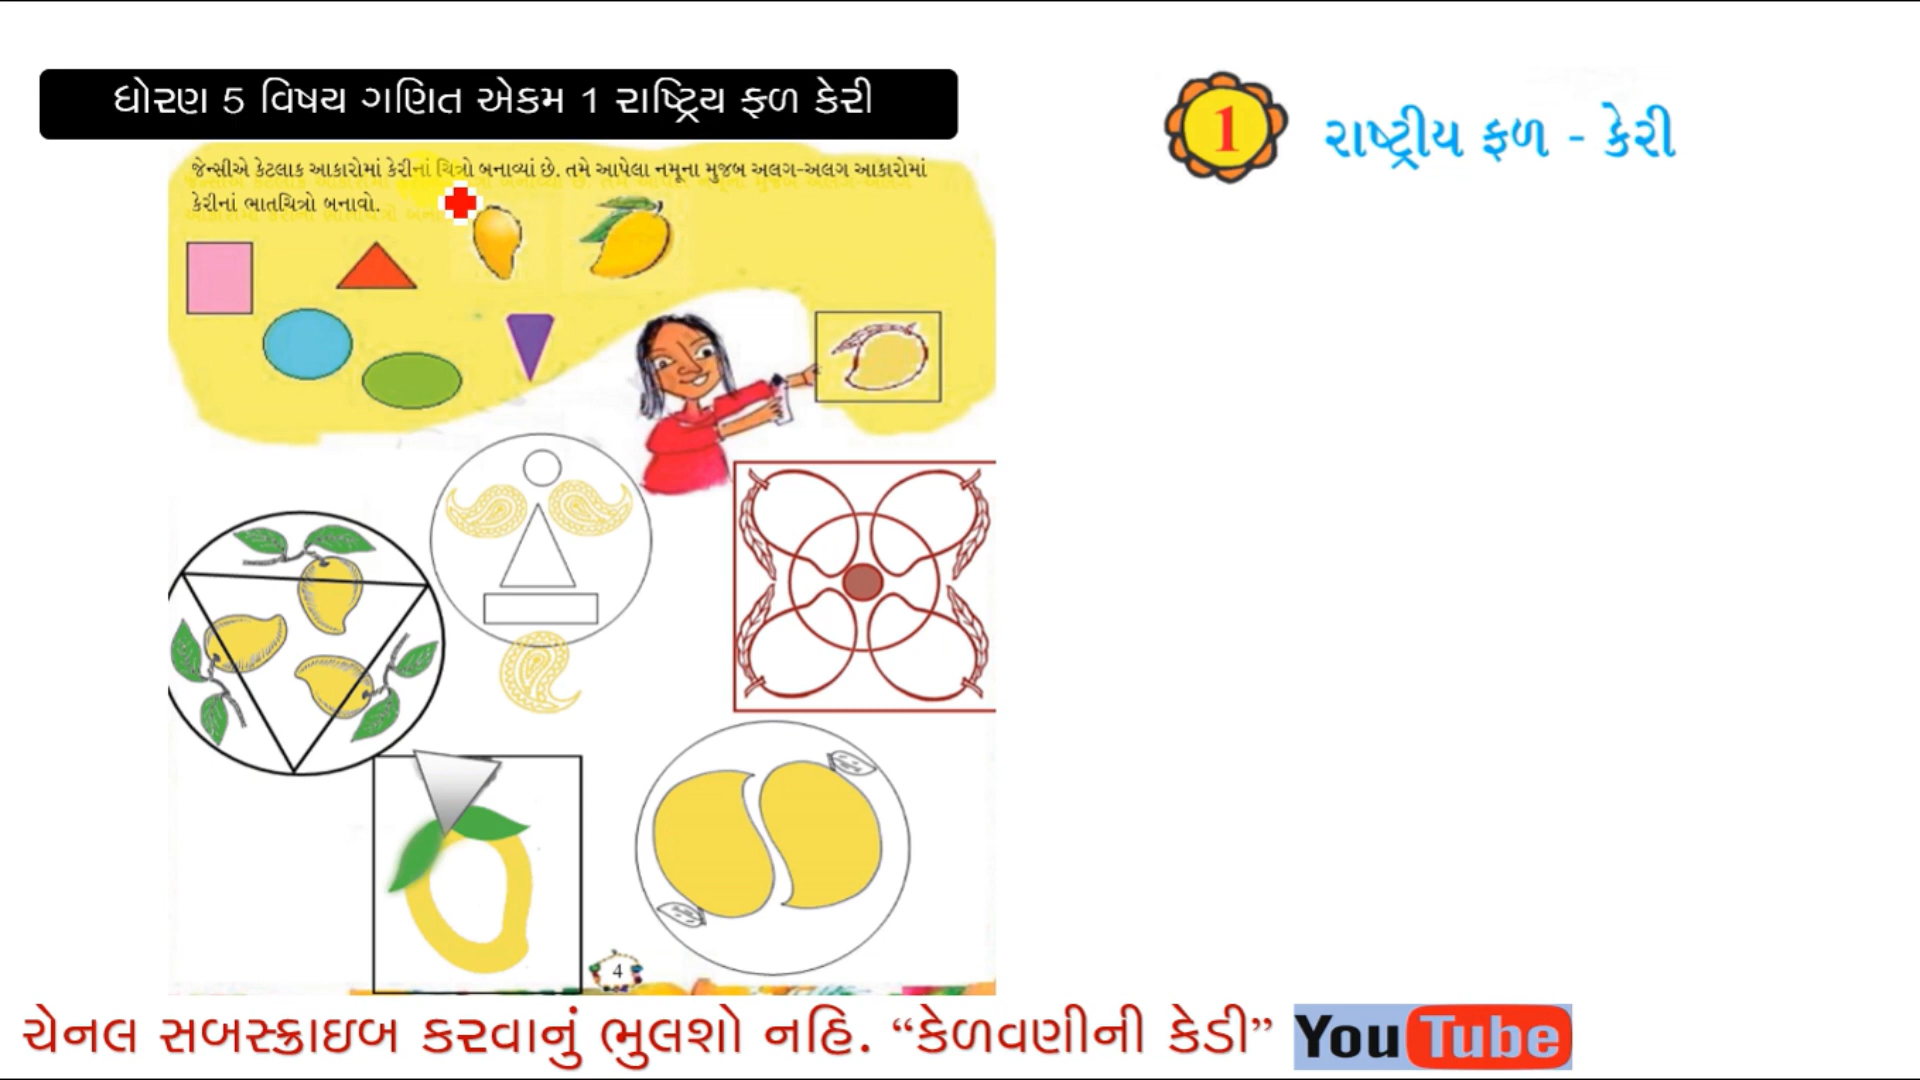 ધોરણ 5 વિષય ગણિત એકમ 1 રાષ્ટ્રિય ફળ કેરી
1 રાષ્ટ્રીય ફળ - કેરી
જેન્સીએ કેટલાક આકારોમાં કેરીનાં ચિત્રો બનાવ્યાં છે. તમે આપેલા નમૂના મુજબ અલગ-અલગ આકારોમાં
કેરીનાં ભાતચિત્રો બનાવો.
4
ચેનલ સબસ્ક્રાઇબ કરવાનું ભુલશો નહિ. “કેળવણીની કેડી” YouTube